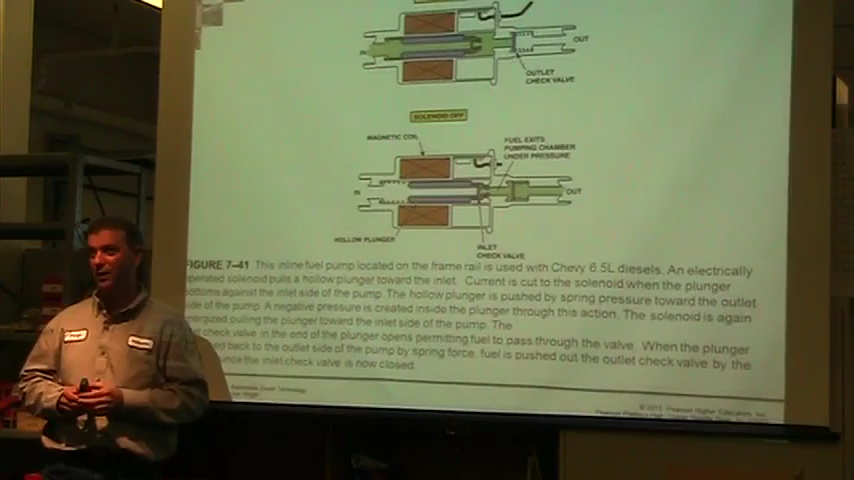 OUT
IN
OUTLET
CHECK VALVE
SOLENOID OFF
MAGNETIC COIL
FUEL EXITS
PUMPING CHAMBER
UNDER PRESSURE
IN
OUT
HOLLOW PLUNGER
INLET
CHECK VALVE
FIGURE 7–41 This inline fuel pump located on the frame rail is used with Chevy 6.5L diesels. An electrically
operated solenoid pulls a hollow plunger toward the inlet. Current is cut to the solenoid when the plunger
bottoms against the inlet side of the pump. The hollow plunger is pushed by spring pressure toward the outlet
side of the pump. A negative pressure is created inside the plunger through this action. The solenoid is again
energized pulling the plunger toward the inlet side of the pump. The
check valve on the end of the plunger opens permitting fuel to pass through the valve. When the plunger
back to the outlet side of the pump by spring force, fuel is pushed out the outlet check valve by the
since the inlet check valve is now closed.
Pearson Higher Education, Inc.